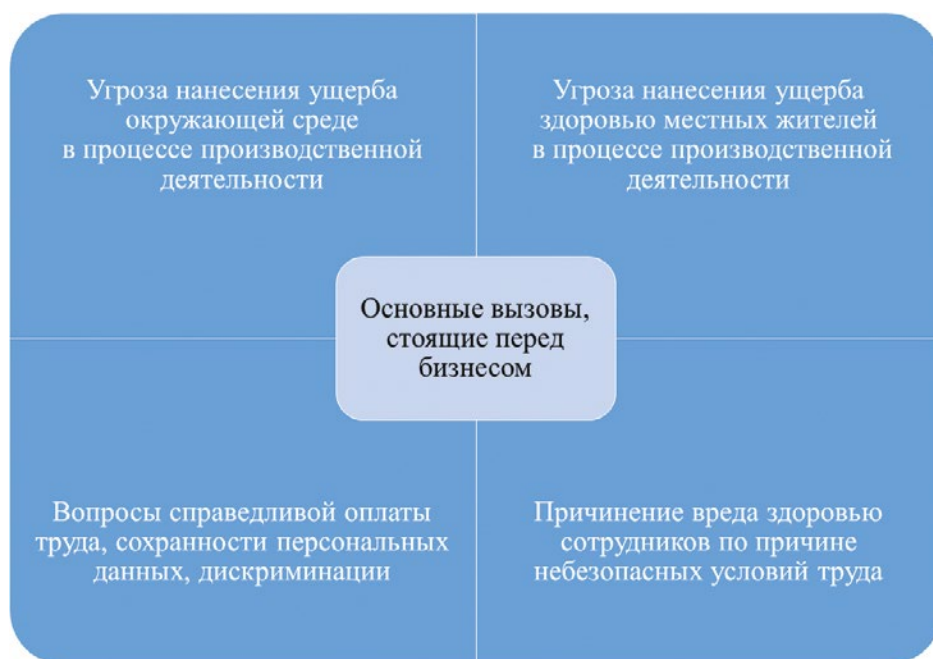 Угроза нанесения ущерба
окружающей среде
в процессе производственной
деятельности
Угроза нанесения ущерба
здоровью местных жителей
в процессе производственной
деятельности
Основные вызовы,
стоящие перед
бизнесом
Вопросы справедливой оплаты
труда, сохранности персональных
данных, дискриминации
Причинение вреда здоровью
сотрудников по причине
небезопасных условий труда